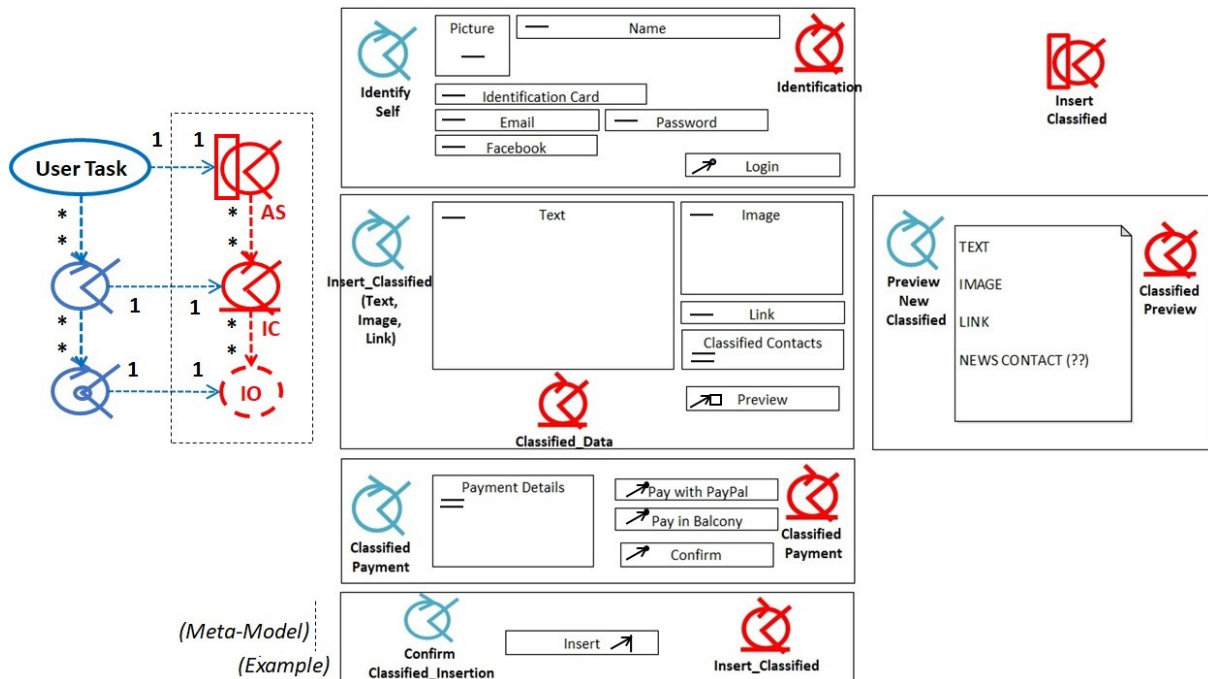 User Task
1
1
*
*
*
*
AS
1
1
*
*
*
*
IC
1
1
IO
(Meta-Model)
(Example)
Identify
Self
Picture
Name
Identification
Identification Card
Email
Password
Facebook
Login
Insert
Classified
Insert_Classified
(Text,
Image,
Link)
Text
Image
Link
Classified Contacts
Preview
Classified_Data
Preview
New
Classified
TEXT
IMAGE
LINK
NEWS CONTACT (??)
Classified
Preview
Classified
Payment
Payment Details
Pay with PayPal
Pay in Balcony
Confirm
Classified
Payment
Confirm
Classified_Insertion
Insert
Insert_Classified